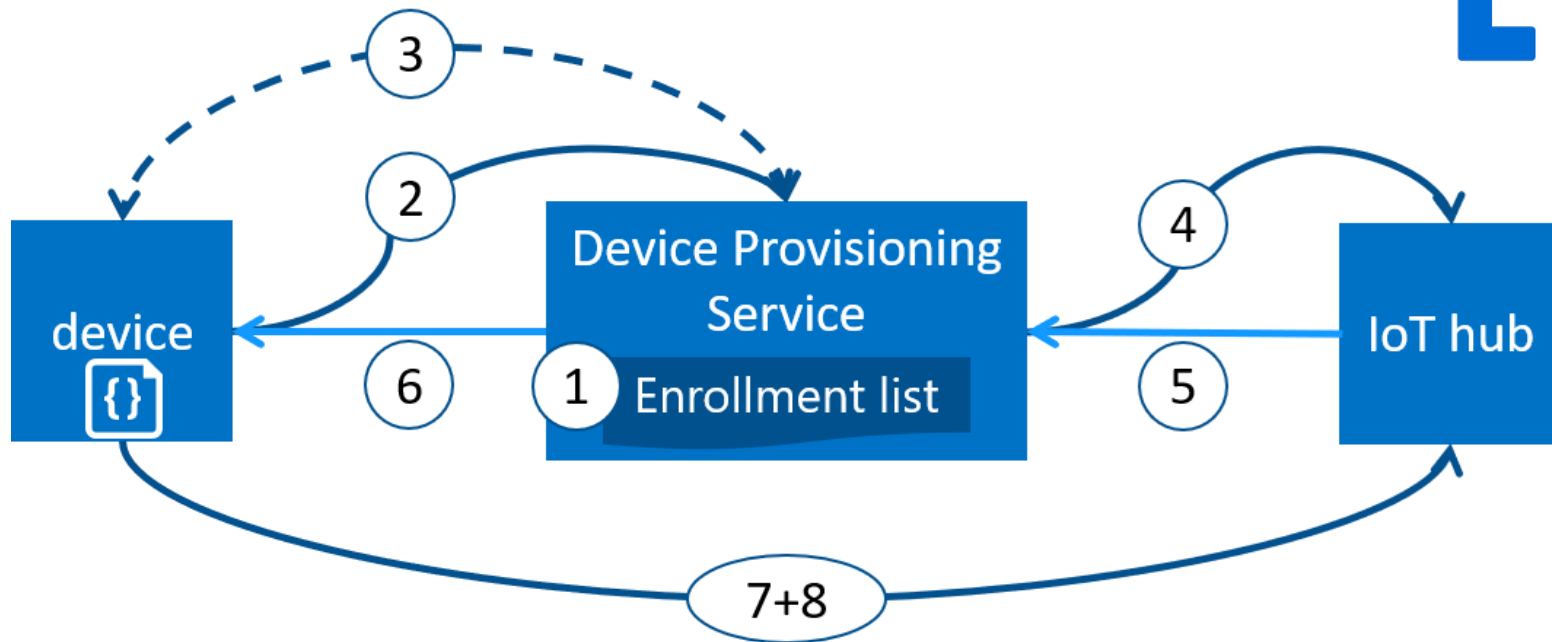 3
2
4
Device Provisioning
Service
device
IoT hub
{}
6
1
Enrollment list
5
7+8